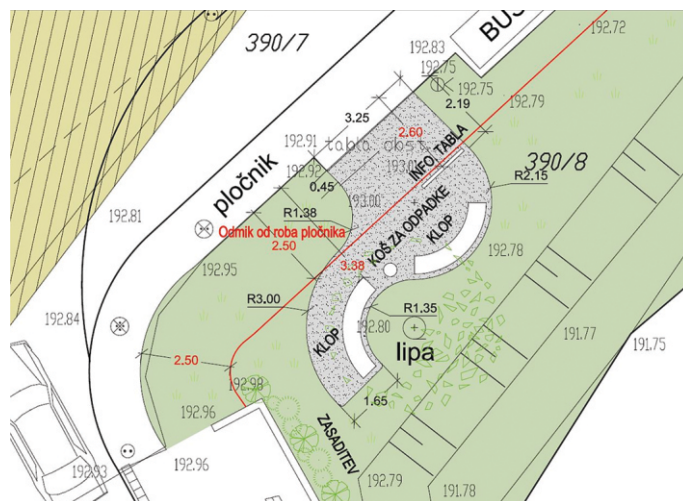 390/7
BUS
192.83
192.75
192.75
192.72
2.19
192.79
3.25
2.60
192.91
tabla obst
193.01
INFO TABLA
390/8
192.92
0.45
193.00
R2.15
pločnik
192.81
R1.38
Odmik od roba pločnika
2.50
KOŠ ZA ODPADKE
KLOP
192.78
3.38
192.95
R3.00
R1.35
192.80
KLOP
lipa
192.84
191.77
191.75
2.50
192.98
1.65
192.96
ZASADITEV
192.93
192.96
192.79
191.78